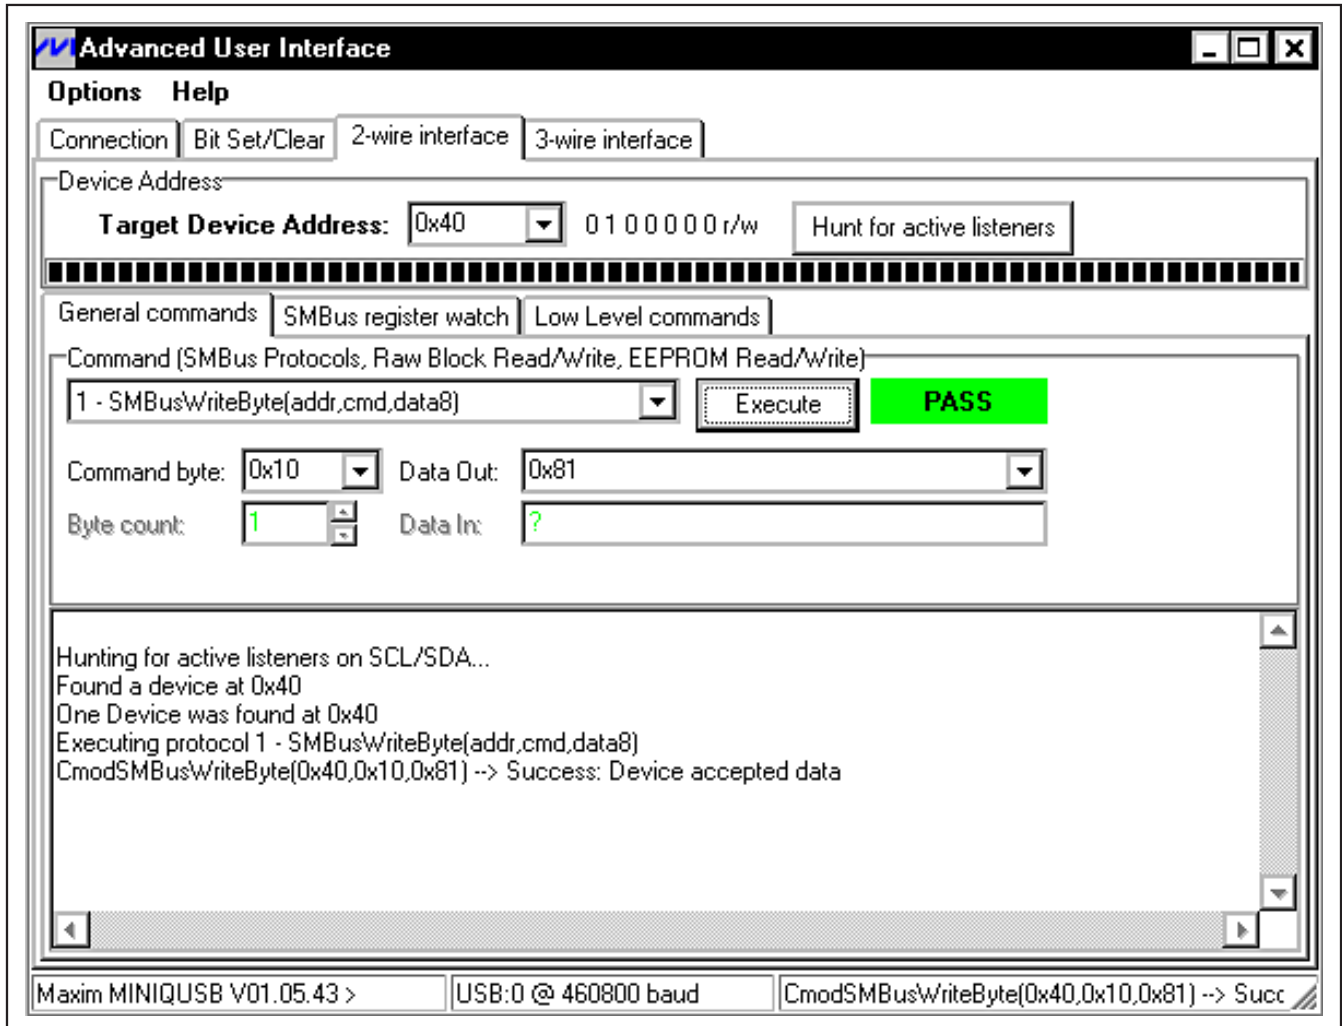 Advanced User Interface
Options Help
Connection Bit Set/Clear 2-wire interface 3-wire interface
Device Address
Target Device Address: 0x40 0 1 0 0 0 0 0 r/w Hunt for active listeners
General commands SMBus register watch Low Level commands
Command (SMBus Protocols, Raw Block Read/Write, EEPROM Read/Write)
1 - SMBusWriteByte(addr,cmd,data8) Execute PASS
Command byte: 0x10 Data Out: 0x81
Byte count: 1 Data In: ?
Hunting for active listeners on SCL/SDA...
Found a device at 0x40
One Device was found at 0x40
Executing protocol 1 - SMBusWriteByte(addr,cmd,data8)
CmodSMBusWriteByte(0x40,0x10,0x81) --> Success: Device accepted data
Maxim MINIQUSB V01.05.43 > USB:0 @ 460800 baud CmodSMBusWriteByte(0x40,0x10,0x81) --> Succ